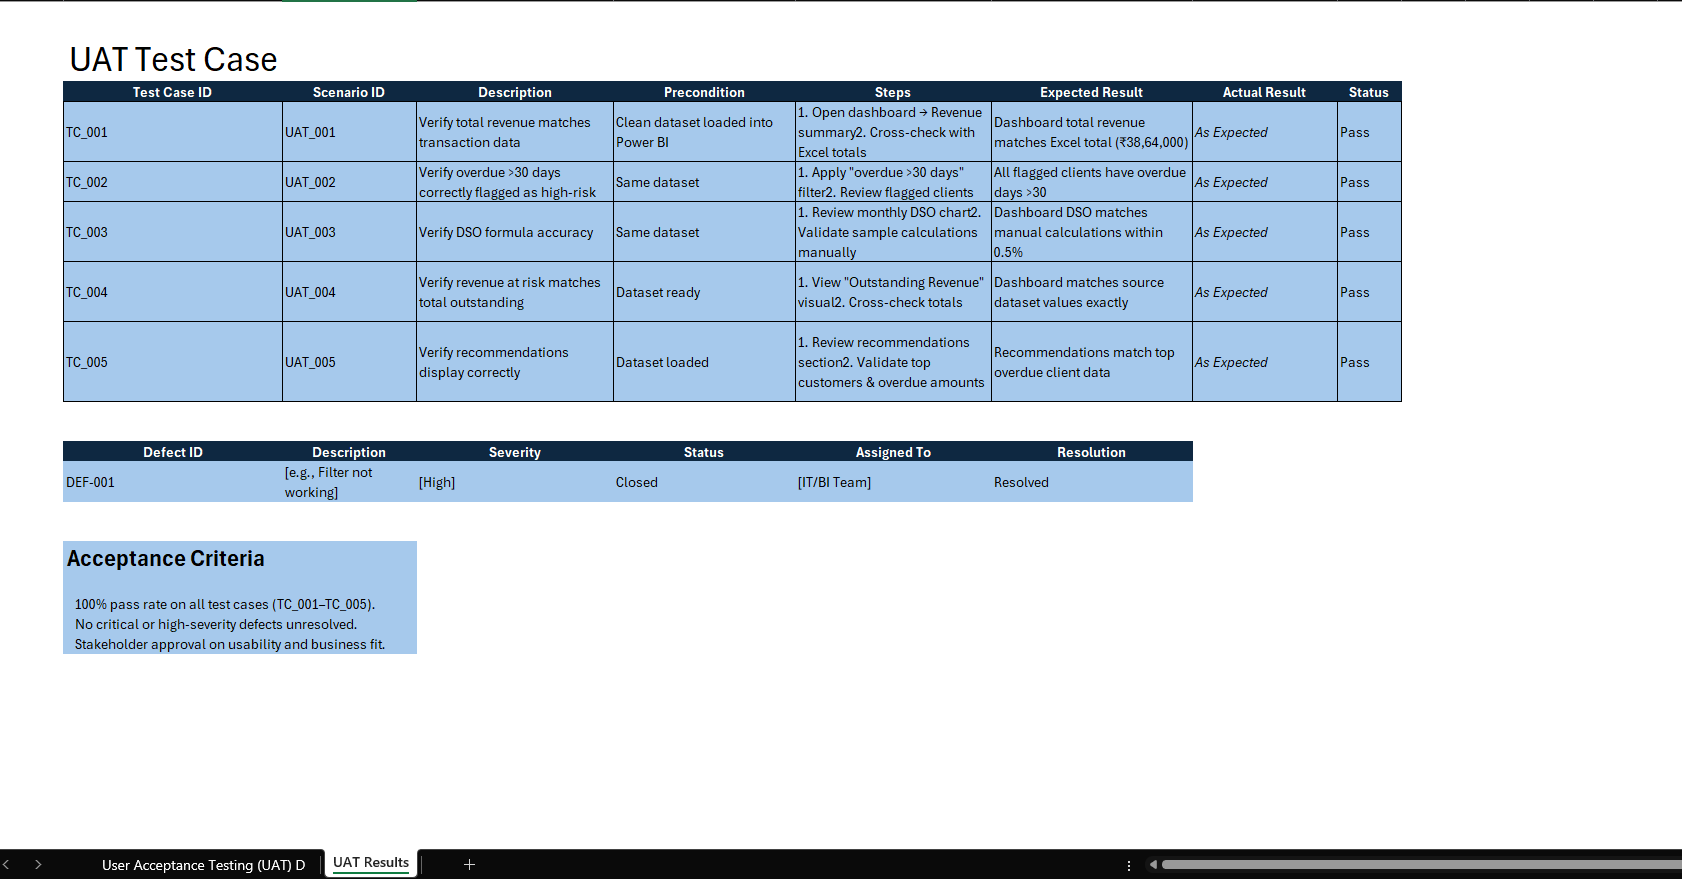 UAT Test Case
Test Case ID Scenario ID Description Precondition Steps Expected Result Actual Result Status
TC_001 UAT_001 Verify total revenue matches transaction data Clean dataset loaded into Power BI 1. Open dashboard → Revenue summary2. Cross-check with Excel totals Dashboard total revenue matches Excel total (₹38,64,000) As Expected Pass
TC_002 UAT_002 Verify overdue >30 days correctly flagged as high-risk Same dataset 1. Apply "overdue >30 days" filter2. Review flagged clients All flagged clients have overdue days >30 As Expected Pass
TC_003 UAT_003 Verify DSO formula accuracy Same dataset 1. Review monthly DSO chart2. Validate sample calculations manually Dashboard DSO matches manual calculations within 0.5% As Expected Pass
TC_004 UAT_004 Verify revenue at risk matches total outstanding Dataset ready 1. View "Outstanding Revenue" visual2. Cross-check totals Dashboard matches source dataset values exactly As Expected Pass
TC_005 UAT_005 Verify recommendations display correctly Dataset loaded 1. Review recommendations section2. Validate top customers & overdue amounts Recommendations match top overdue client data As Expected Pass
Defect ID Description Severity Status Assigned To Resolution
DEF-001 [e.g., Filter not working] [High] Closed [IT/BI Team] Resolved
Acceptance Criteria
100% pass rate on all test cases (TC_001–TC_005).
No critical or high-severity defects unresolved.
Stakeholder approval on usability and business fit.
User Acceptance Testing (UAT) D UAT Results